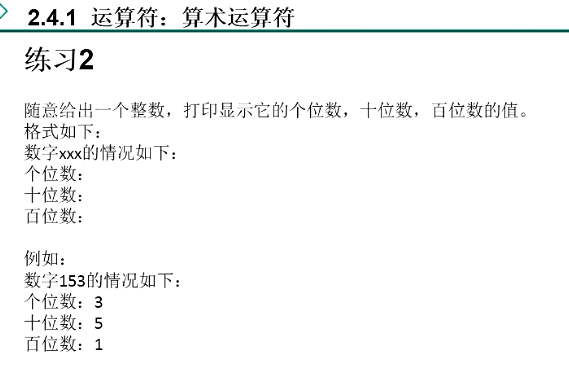 2.4.1 运算符：算术运算符
练习2
随意给出一个整数，打印显示它的个位数，十位数，百位数的值。
格式如下：
数字xxx的情况如下：
个位数：
十位数：
百位数：
例如：
数字153的情况如下：
个位数：3
十位数：5
百位数：1